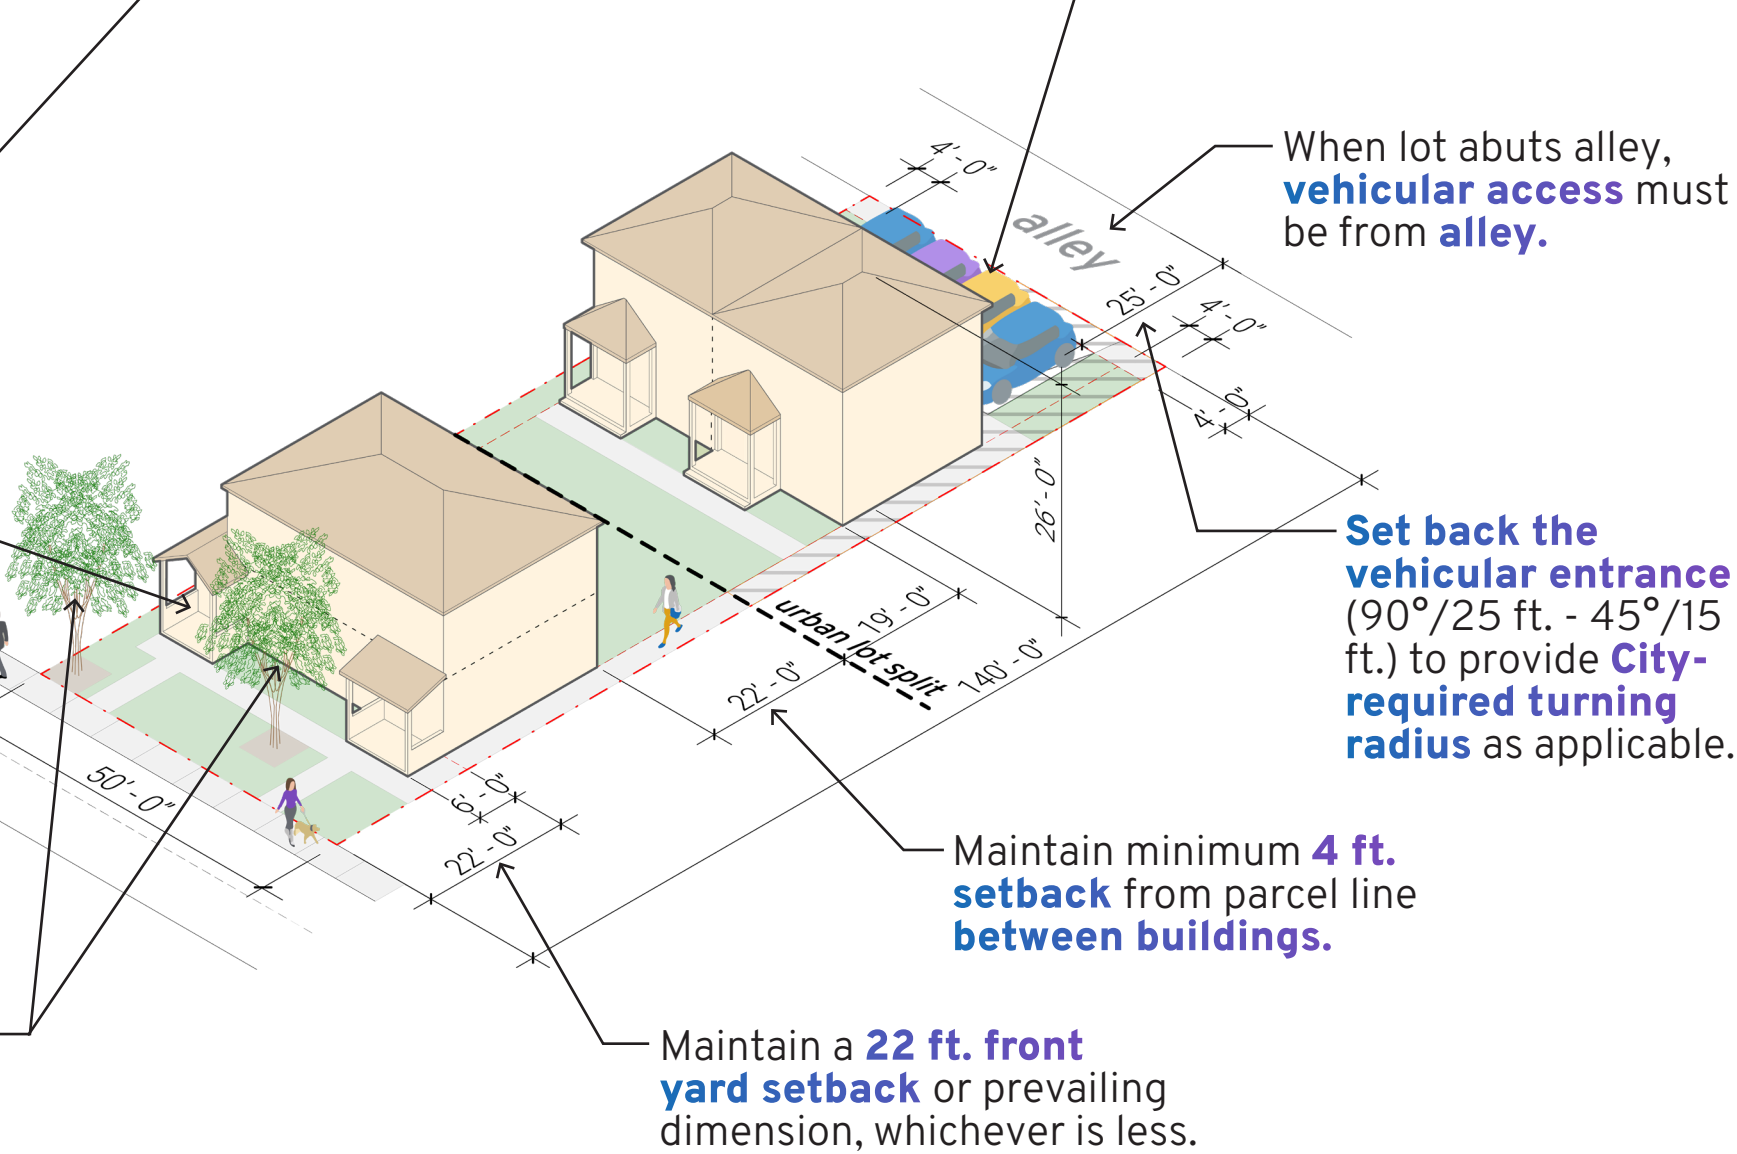 4'-0"
When lot abuts alley,
vehicular access must
be from alley.
alley
25'-0"
4'-0"
4'-0"
26'-0"
Set back the
vehicular entrance
(90°/25 ft. - 45°/15
ft.) to provide City-
required turning
radius as applicable.
urban lot split
19'-0"
22'-0"
140'-0"
50'-0"
6'-0"
22'-0"
Maintain minimum 4 ft.
setback from parcel line
between buildings.
Maintain a 22 ft. front
yard setback or prevailing
dimension, whichever is less.